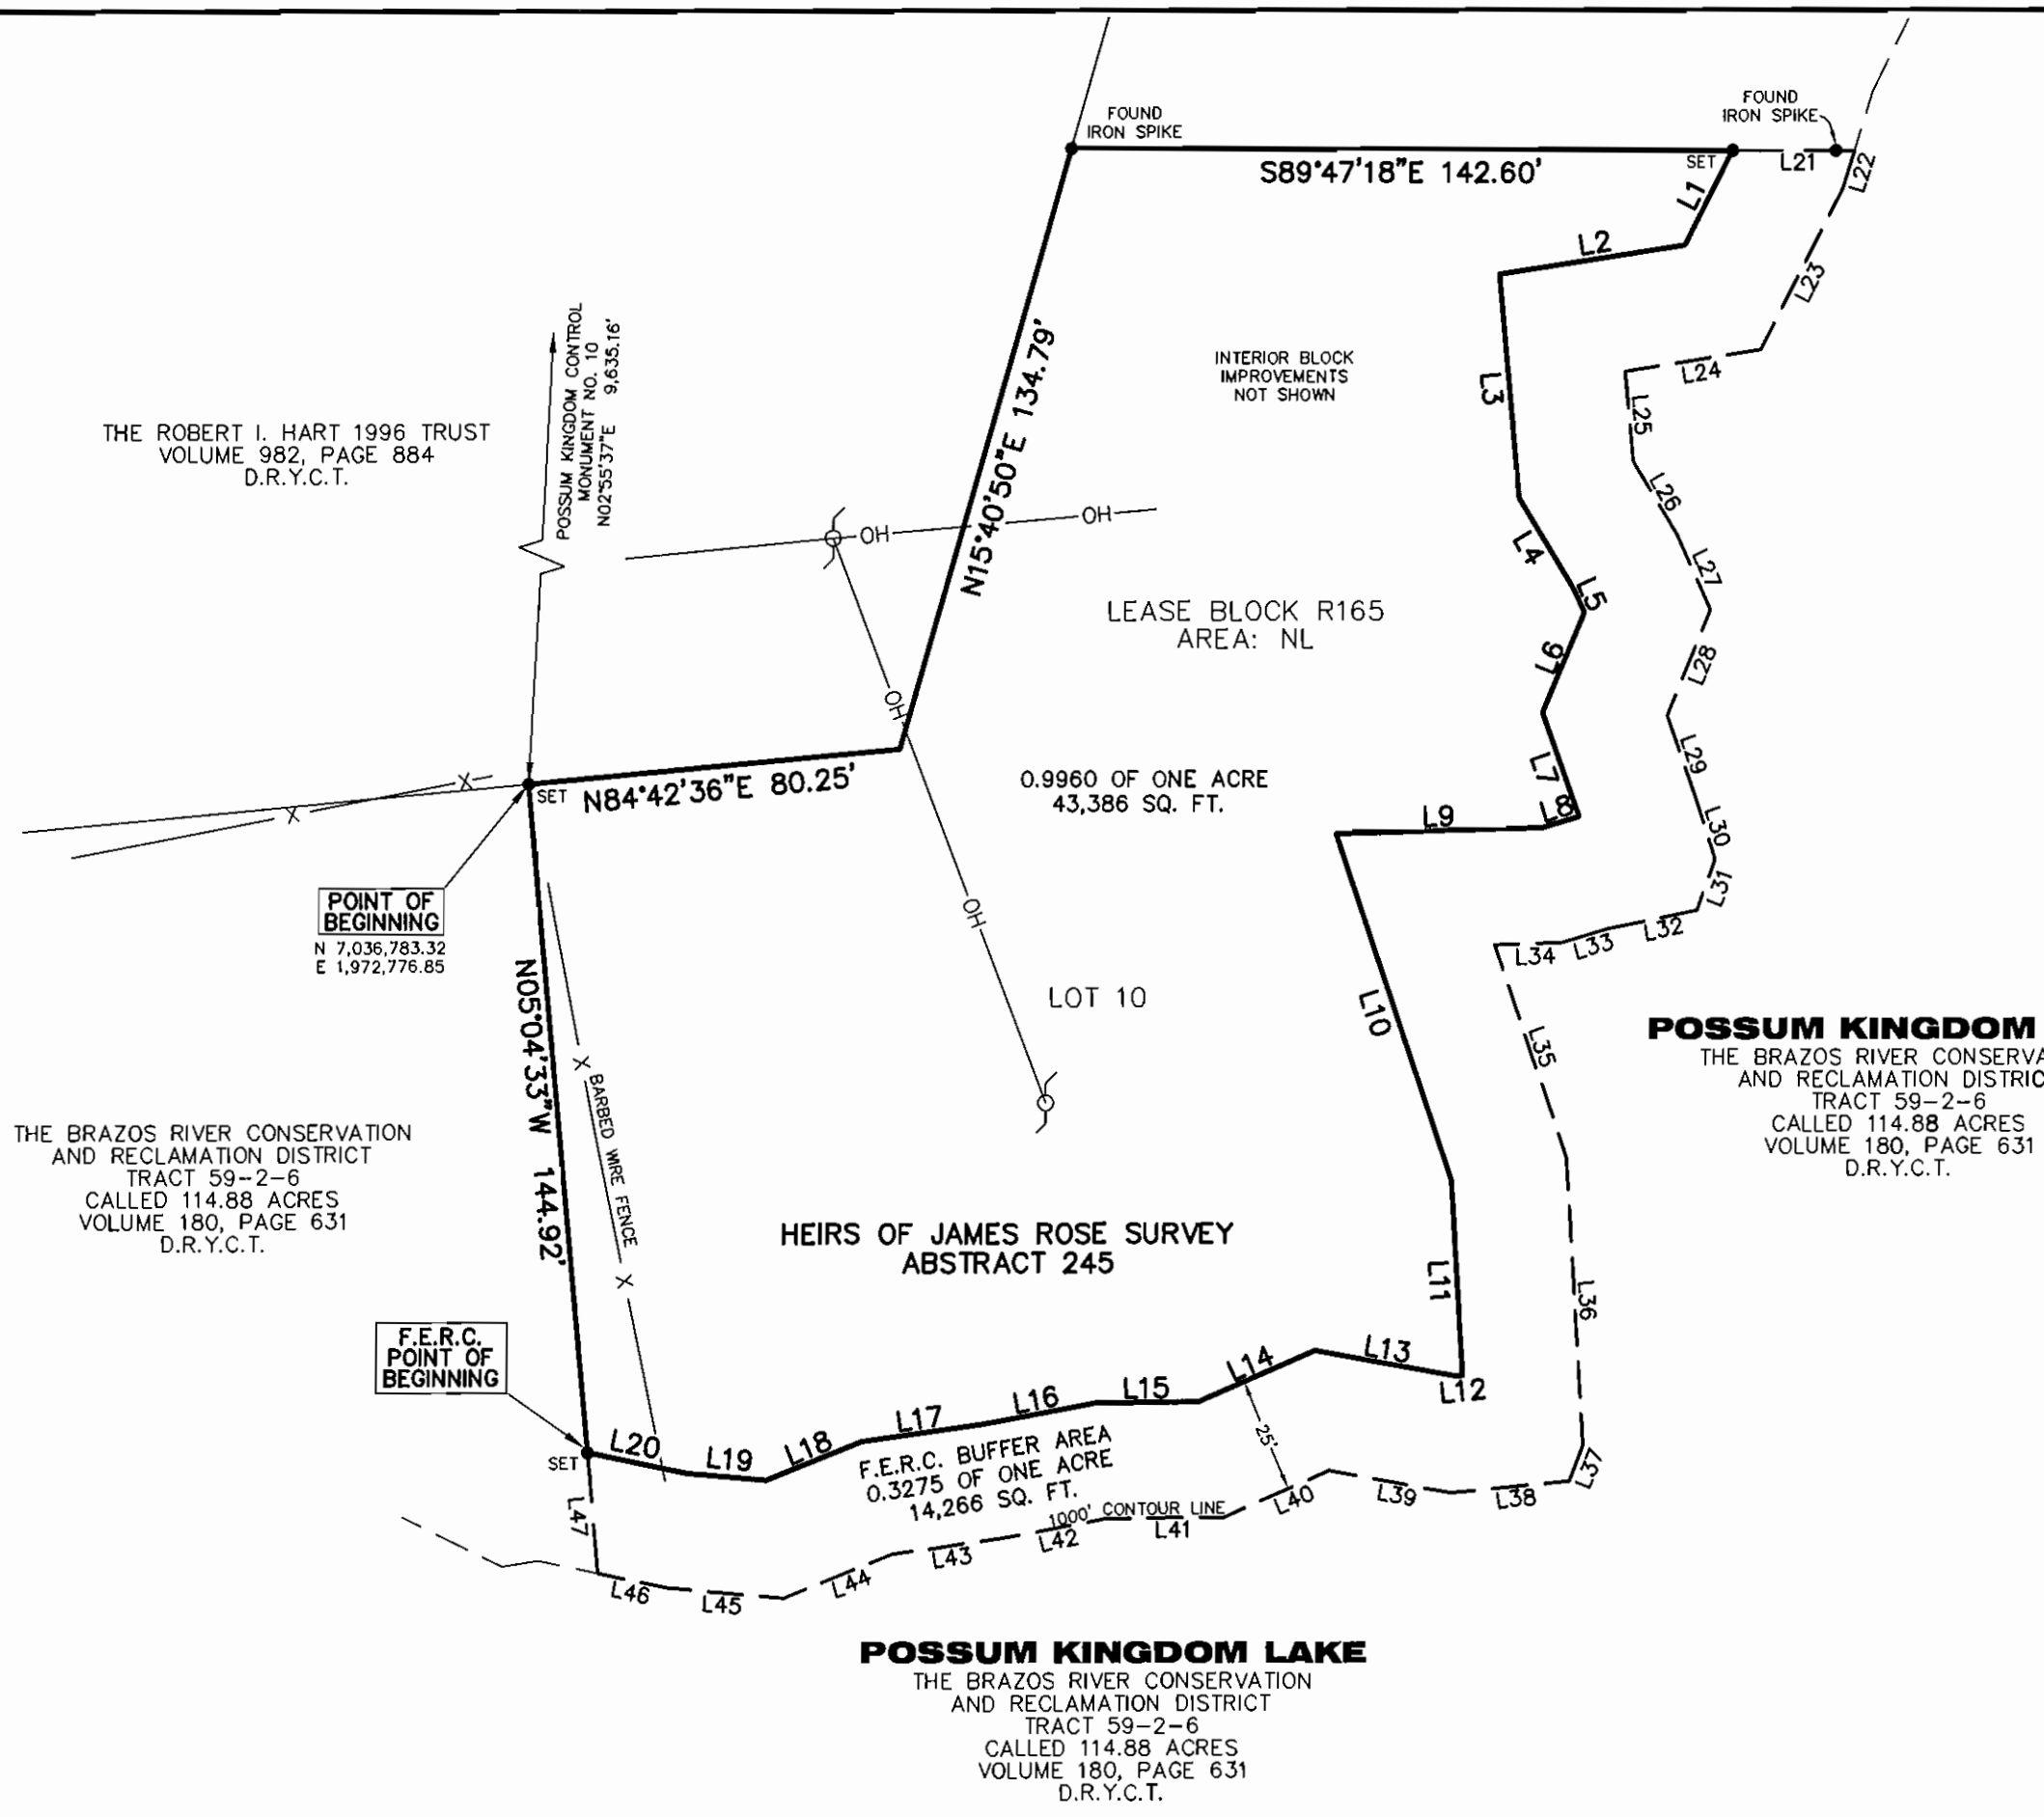 FOUND
IRON SPIKE
FOUND
IRON SPIKE
S89°47'18"E 142.60'
SET
L21
L22
L1
L2
L23
L24
L3
L25
L26
L4
L5
L27
L6
L28
L7
L29
L8
L9
L30
L31
L32
L33
L34
L10
L35
L11
L36
L12
L13
L14
L15
L16
L17
L18
L19
L20
L37
L38
L39
L40
L41
L42
L43
L44
L45
L46
L47
POSSUM KINGDOM CONTROL
MONUMENT NO. 10
N02°55'37"E 9,635.16'
N15°40'50"E 134.79'
INTERIOR BLOCK
IMPROVEMENTS
NOT SHOWN
THE ROBERT I. HART 1996 TRUST
VOLUME 982, PAGE 884
D.R.Y.C.T.
OH
OH
OH
OH
LEASE BLOCK R165
AREA: NL
X
X
SET
N84°42'36"E 80.25'
0.9960 OF ONE ACRE
43,386 SQ. FT.
POINT OF
BEGINNING
N 7,036,783.32
E 1,972,776.85
N05°04'33"W 144.92'
X BARBED WIRE FENCE X
LOT 10
POSSUM KINGDOM
THE BRAZOS RIVER CONSERVA
AND RECLAMATION DISTRIC
TRACT 59-2-6
CALLED 114.88 ACRES
VOLUME 180, PAGE 631
D.R.Y.C.T.
THE BRAZOS RIVER CONSERVATION
AND RECLAMATION DISTRICT
TRACT 59-2-6
CALLED 114.88 ACRES
VOLUME 180, PAGE 631
D.R.Y.C.T.
HEIRS OF JAMES ROSE SURVEY
ABSTRACT 245
F.E.R.C.
POINT OF
BEGINNING
SET
F.E.R.C. BUFFER AREA
0.3275 OF ONE ACRE
14,266 SQ. FT.
25'
1000' CONTOUR LINE
POSSUM KINGDOM LAKE
THE BRAZOS RIVER CONSERVATION
AND RECLAMATION DISTRICT
TRACT 59-2-6
CALLED 114.88 ACRES
VOLUME 180, PAGE 631
D.R.Y.C.T.